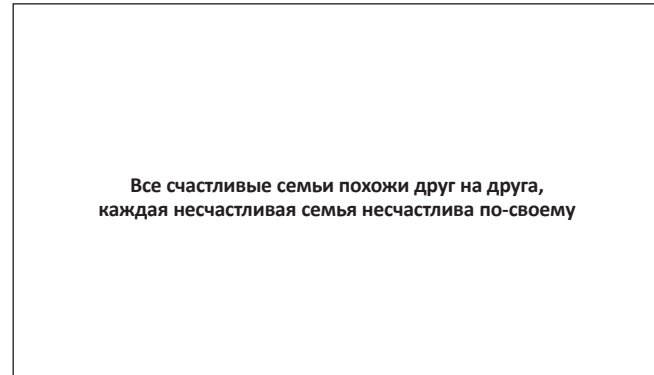 Все счастливые семьи похожи друг на друга,
каждая несчастливая семья несчастлива по-своему